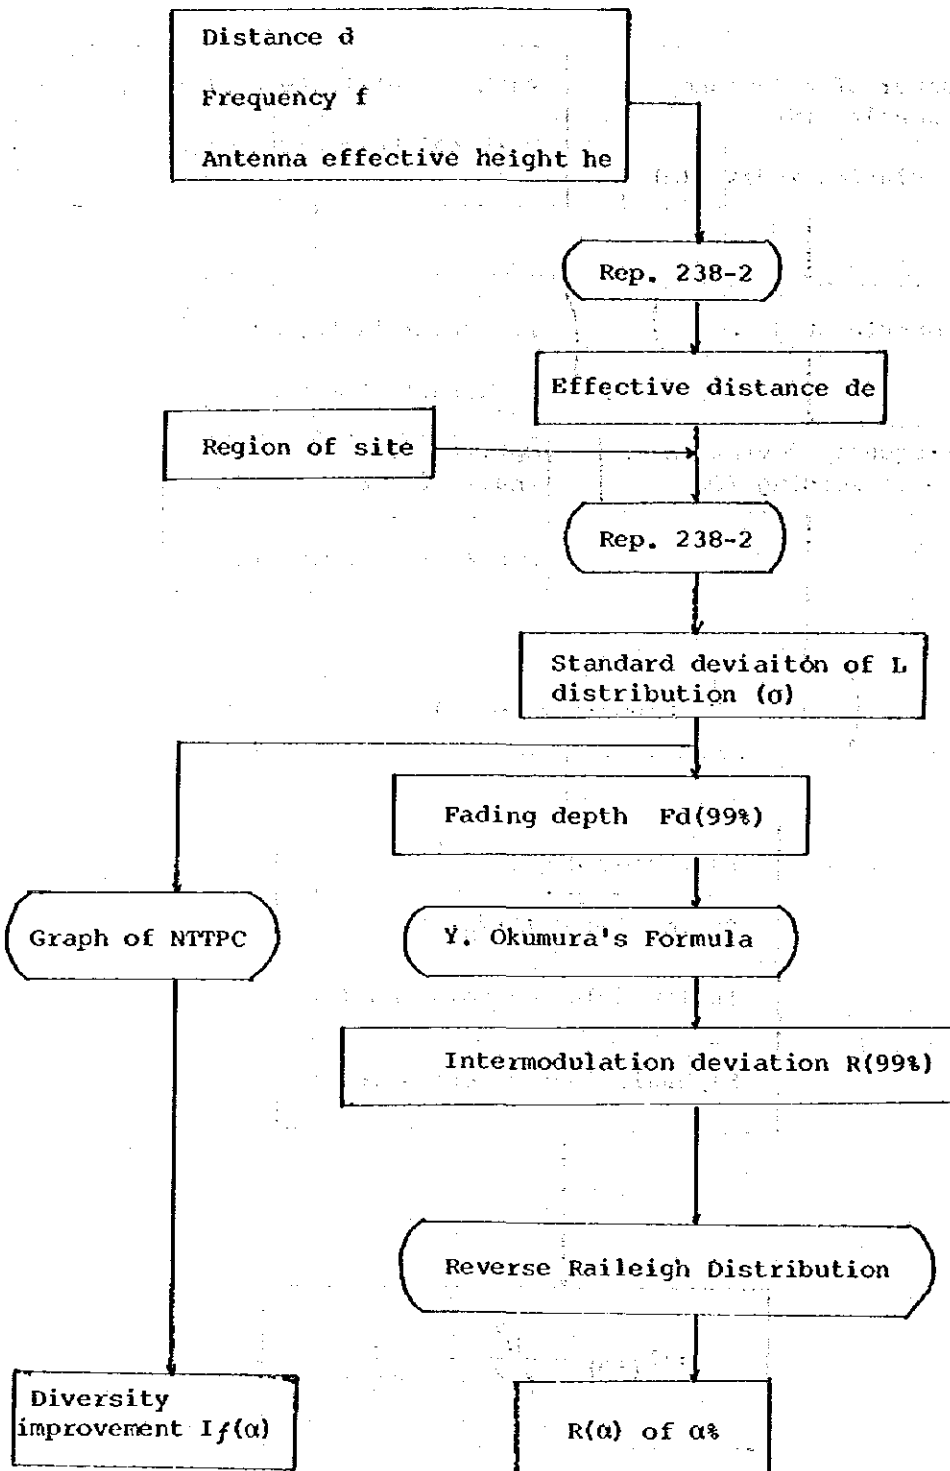 Distance d
Frequency f
Antenna effective height he
Rep. 238-2
Effective distance de
Region of site
Rep. 238-2
Standard deviaiton of L
distribution (σ)
Fading depth Fd(99%)
Graph of NTTPC
Y. Okumura's Formula
Intermodulation deviation R(99%)
Reverse Raileigh Distribution
Diversity
improvement If(α)
R(α) of α%